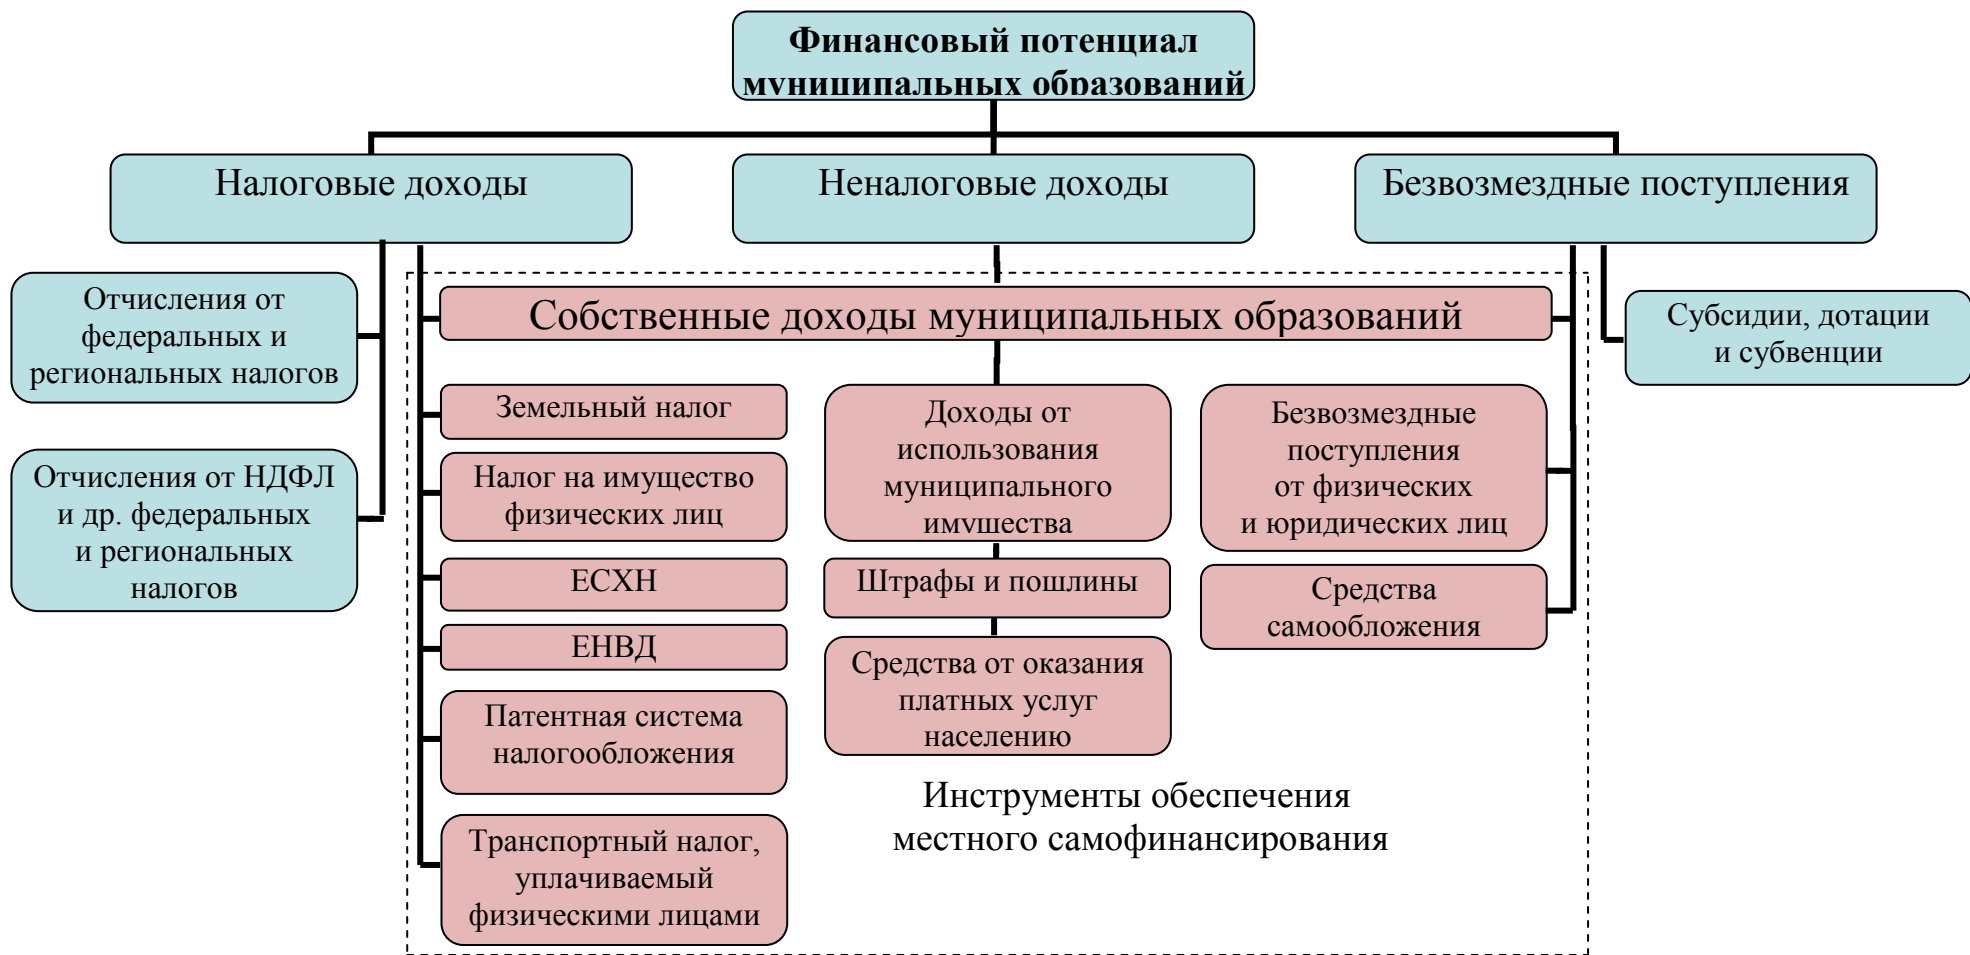 Финансовый потенциал
муниципальных образований
Налоговые доходы
Неналоговые доходы
Безвозмездные поступления
Отчисления от
федеральных и
региональных налогов
Отчисления от НДФЛ
и др. федеральных
и региональных
налогов
Собственные доходы муниципальных образований
Земельный налог
Налог на имущество
физических лиц
ЕСХН
ЕНВД
Патентная система
налогообложения
Транспортный налог,
уплачиваемый
физическими лицами
Доходы от
использования
муниципального
имущества
Штрафы и пошлины
Средства от оказания
платных услуг
населению
Безвозмездные
поступления
от физических
и юридических лиц
Средства
самообложения
Субсидии, дотации
и субвенции
Инструменты обеспечения
местного самофинансирования